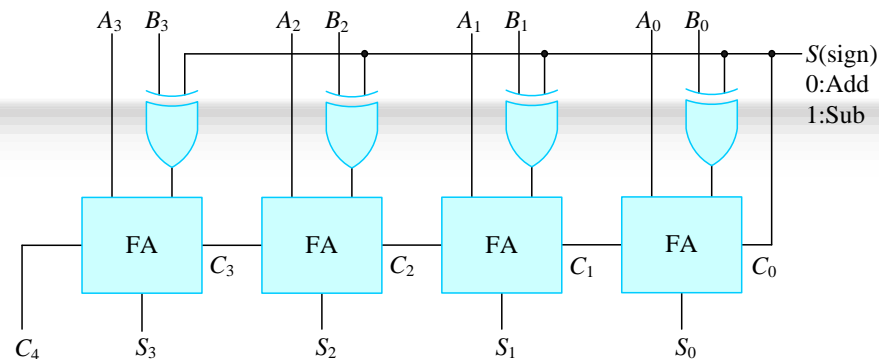 A₃ B₃ A₂ B₂ A₁ B₁ A₀ B₀
S(sign)
0:Add
1:Sub
FA FA FA FA
C₃ C₂ C₁ C₀
C₄ S₃ S₂ S₁ S₀